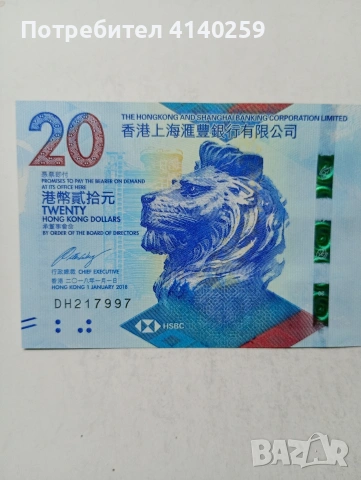 Потребител 4140259
20
THE HONGKONG AND SHANGHAI BANKING CORPORATION LIMITED
香港上海滙豐銀行有限公司
憑票即付
PROMISES TO PAY THE BEARER ON DEMAND
AT ITS OFFICE HERE
港幣貳拾元
TWENTY
HONG KONG DOLLARS
承董事會命
BY ORDER OF THE BOARD OF DIRECTORS
行政總裁 CHIEF EXECUTIVE
香港 二〇一八年一月一日
HONG KONG 1 JANUARY 2018
DH217997
HSBC
bazar